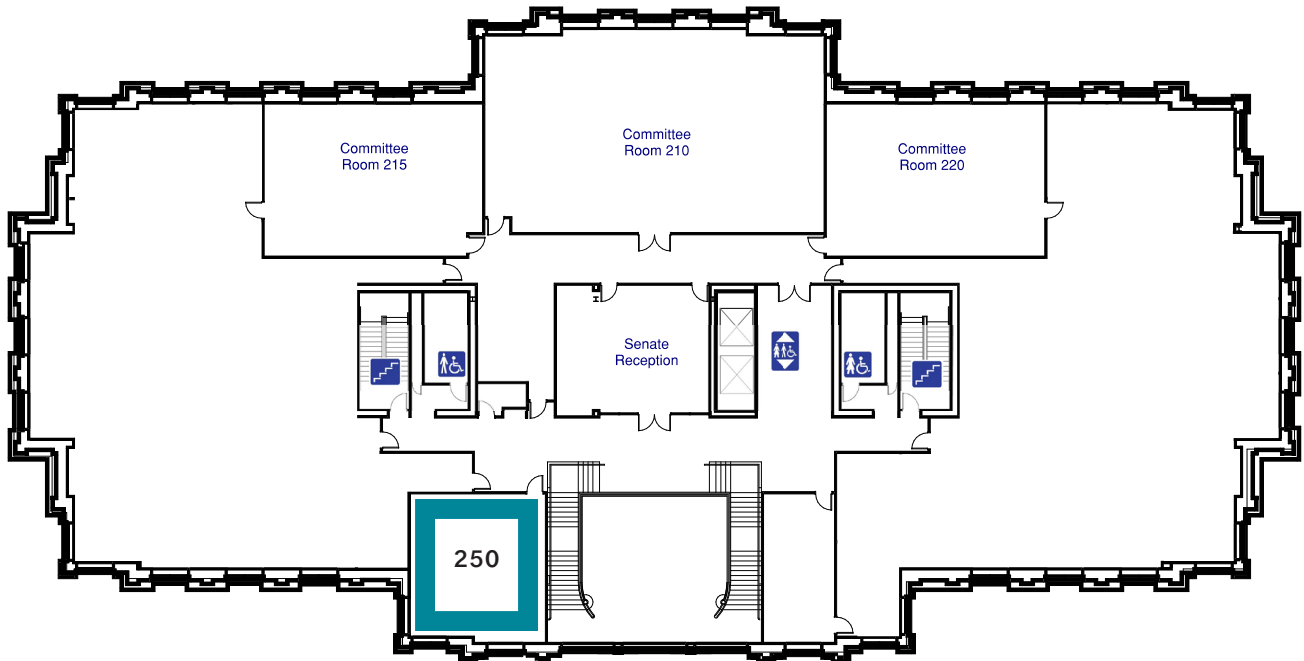 Committee
Room 210
Committee
Room 215
Committee
Room 220
Senate
Reception
250